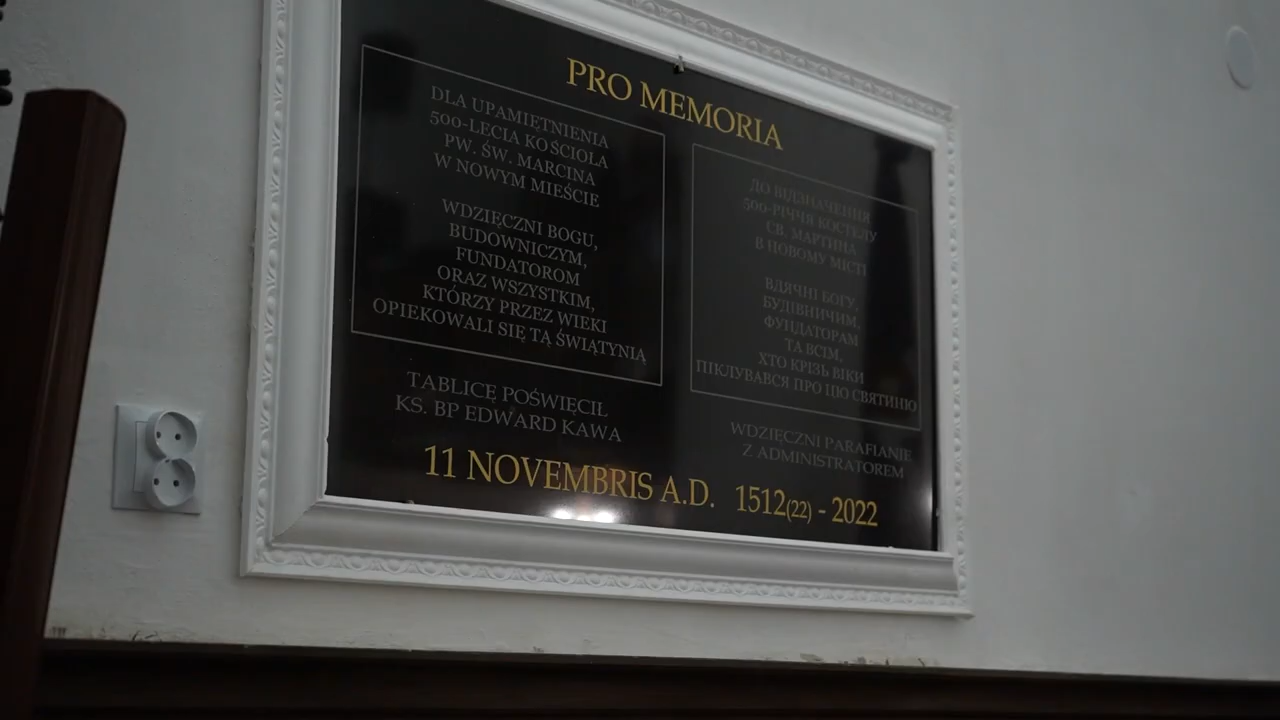 PRO MEMORIA
DLA UPAMIĘTNIENIA
500-LECIA KOŚCIOŁA
PW. ŚW. MARCINA
W NOWYM MIEŚCIE
WDZIĘCZNI BOGU,
BUDOWNICZYM,
FUNDATOROM
ORAZ WSZYSTKIM,
KTÓRZY PRZEZ WIEKI
OPIEKOWALI SIĘ TĄ ŚWIĄTYNIĄ
ДО ВІДЗНАЧЕННЯ
500-РІЧЧЯ КОСТЕЛУ
СВ. МАРТИНА
В НОВОМУ МІСТІ
ВДЯЧНІ БОГУ,
БУДІВНИЧИМ,
ФУНДАТОРАМ
ТА ВСІМ,
ХТО КРІЗЬ ВІКИ
ПІКЛУВАВСЯ ПРО ЦЮ СВЯТИНЮ
TABLICĘ POŚWIĘCIŁ
KS. BP EDWARD KAWA
WDZIĘCZNI PARAFIANIE
Z ADMINISTRATOREM
11 NOVEMBRIS A.D. 1512(22) - 2022